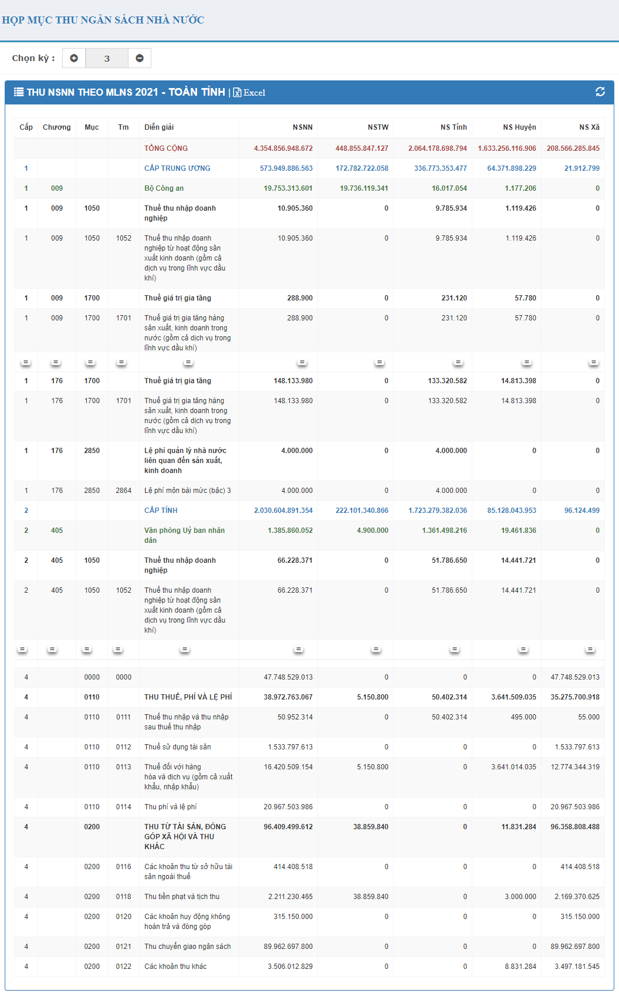 HỌP MỤC THU NGÂN SÁCH NHÀ NƯỚC
Chọn kỳ : 3
THU NSNN THEO MLNS 2021 - TOÀN TỈNH | Excel
Cấp Chương Mục Tm Diễn giải NSNN NSTW NS Tỉnh NS Huyện NS Xã
TỔNG CỘNG 4.354.856.948.672 448.855.847.127 2.064.178.698.794 1.633.256.116.906 208.566.285.845
1 CẤP TRUNG ƯƠNG 573.949.886.563 172.782.722.058 336.773.353.477 64.371.898.229 21.912.799
1 009 Bộ Công an 19.753.313.601 19.736.119.341 16.017.054 1.177.206 0
1 009 1050 Thuế thu nhập doanh 10.905.360 0 9.785.934 1.119.426 0
nghiệp
1 009 1050 1052 Thuế thu nhập doanh 10.905.360 0 9.785.934 1.119.426 0
nghiệp từ hoạt động sản
xuất kinh doanh (gồm cả
dịch vụ trong lĩnh vực dầu
khí)
1 009 1700 Thuế giá trị gia tăng 288.900 0 231.120 57.780 0
1 009 1700 1701 Thuế giá trị gia tăng hàng 288.900 0 231.120 57.780 0
sản xuất, kinh doanh trong
nước (gồm cả dịch vụ trong
lĩnh vực dầu khí)
= = = = = = = = = =
1 176 1700 Thuế giá trị gia tăng 148.133.980 0 133.320.582 14.813.398 0
1 176 1700 1701 Thuế giá trị gia tăng hàng 148.133.980 0 133.320.582 14.813.398 0
sản xuất, kinh doanh trong
nước (gồm cả dịch vụ trong
lĩnh vực dầu khí)
1 176 2850 Lệ phí quản lý nhà nước 4.000.000 0 4.000.000 0 0
liên quan đến sản xuất,
kinh doanh
1 176 2850 2864 Lệ phí môn bài mức (bậc) 3 4.000.000 0 4.000.000 0 0
2 CẤP TỈNH 2.030.604.891.354 222.101.340.866 1.723.279.382.036 85.128.043.953 96.124.499
2 405 Văn phòng Uỷ ban nhân 1.385.860.052 4.900.000 1.361.498.216 19.461.836 0
dân
2 405 1050 Thuế thu nhập doanh 66.228.371 0 51.786.650 14.441.721 0
nghiệp
2 405 1050 1052 Thuế thu nhập doanh 66.228.371 0 51.786.650 14.441.721 0
nghiệp từ hoạt động sản
xuất kinh doanh (gồm cả
dịch vụ trong lĩnh vực dầu
khí)
= = = = = = = = = =
4 0000 0000 47.748.529.013 0 0 0 47.748.529.013
4 0110 THU THUẾ, PHÍ VÀ LỆ PHÍ 38.972.763.067 5.150.800 50.402.314 3.641.509.035 35.275.700.918
4 0110 0111 Thuế thu nhập và thu nhập 50.952.314 0 50.402.314 495.000 55.000
sau thuế thu nhập
4 0110 0112 Thuế sử dụng tài sản 1.533.797.613 0 0 0 1.533.797.613
4 0110 0113 Thuế đối với hàng 16.420.509.154 5.150.800 0 3.641.014.035 12.774.344.319
hóa và dịch vụ (gồm cả xuất
khẩu, nhập khẩu)
4 0110 0114 Thu phí và lệ phí 20.967.503.986 0 0 0 20.967.503.986
4 0200 THU TỪ TÀI SẢN, ĐÓNG 96.409.499.612 38.859.840 0 11.831.284 96.358.808.488
GÓP XÃ HỘI VÀ THU
KHÁC
4 0200 0116 Các khoản thu từ sở hữu tài 414.408.518 0 0 0 414.408.518
sản ngoài thuế
4 0200 0118 Thu tiền phạt và tịch thu 2.211.230.465 38.859.840 0 3.000.000 2.169.370.625
4 0200 0120 Các khoản huy động không 315.150.000 0 0 0 315.150.000
hoàn trả và đóng góp
4 0200 0121 Thu chuyển giao ngân sách 89.962.697.800 0 0 0 89.962.697.800
4 0200 0122 Các khoản thu khác 3.506.012.829 0 0 8.831.284 3.497.181.545